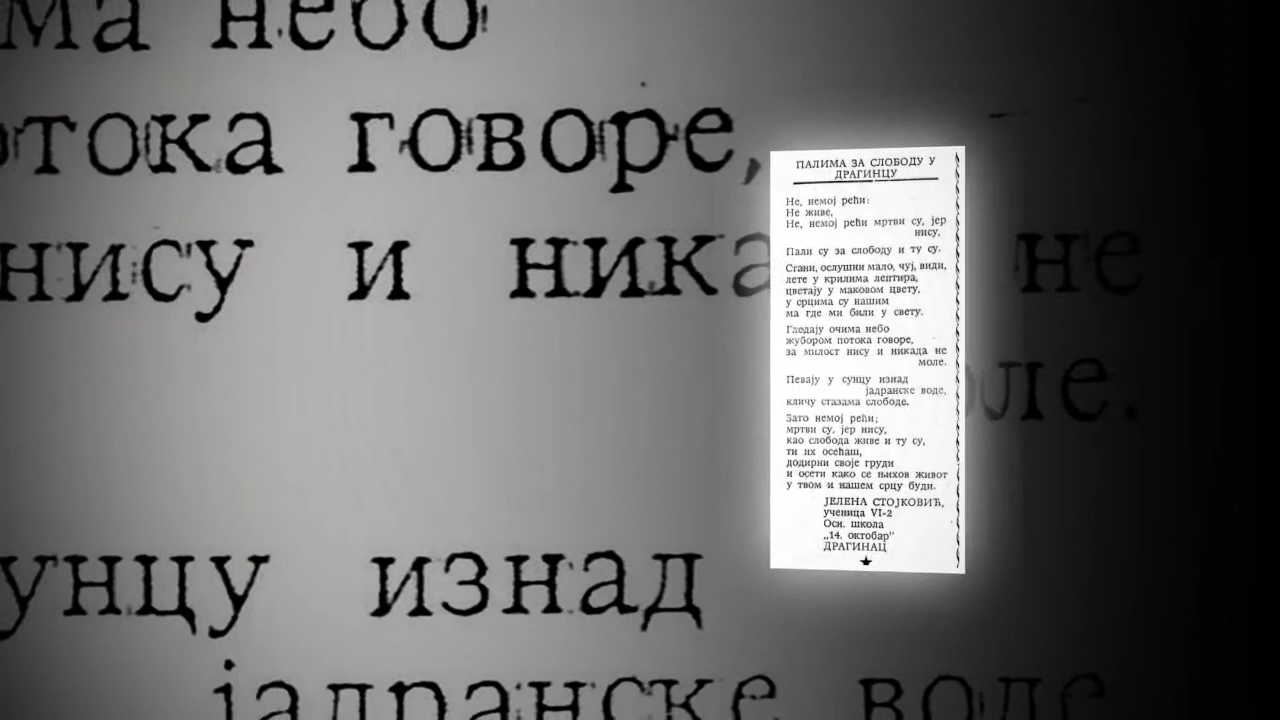 ма небо
отока говоре,
нису и ника не
оле.
унцу изнад
јадранске воде
ПАЛИМА ЗА СЛОБОДУ У
ДРАГИНЦУ
Не, немој рећи:
Не живе,
Не, немој рећи мртви су, јер
нису,
Пали су за слободу и ту су.
Стани, ослушни мало, чуј, види,
лете у крилима лептира,
цветају у маковом цвету,
у срцима су нашим
ма где ми били у свету.
Гледају очима небо
жубором потока говоре,
за милост нису и никада не
моле.
Певају у сунцу изнад
јадранске воде,
кличу стазама слободе.
Зато немој рећи;
мртви су, јер нису,
као слобода живе и ту су,
ти их осећаш,
додирни своје груди
и осети како се њихов живот
у твом и нашем срцу буди.
ЈЕЛЕНА СТОЈКОВИЋ,
ученица VI-2
Осн. школа
„14. октобар”
ДРАГИНАЦ